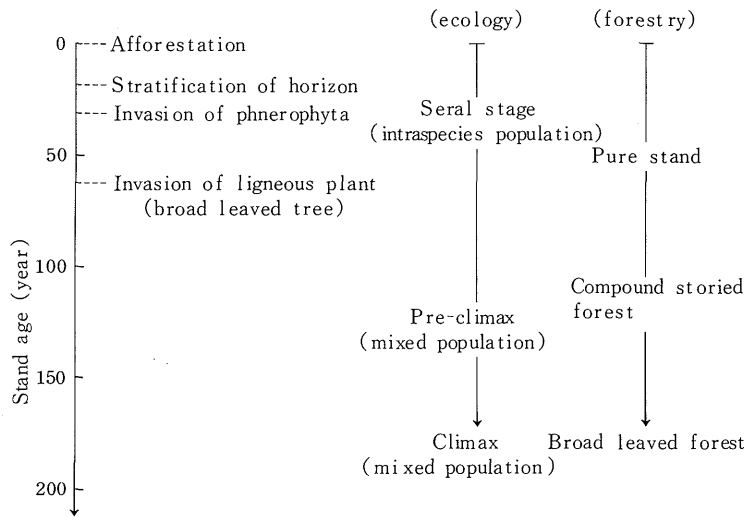 (ecology) (forestry)
0
Afforestation
Stratification of horizon
Invasion of phnerophyta
Seral stage
(intraspecies population)
50
Pure stand
Invasion of ligneous plant
(broad leaved tree)
Stand age (year)
100
Compound storied
forest
Pre-climax
(mixed population)
150
Climax
(mixed population)
Broad leaved forest
200